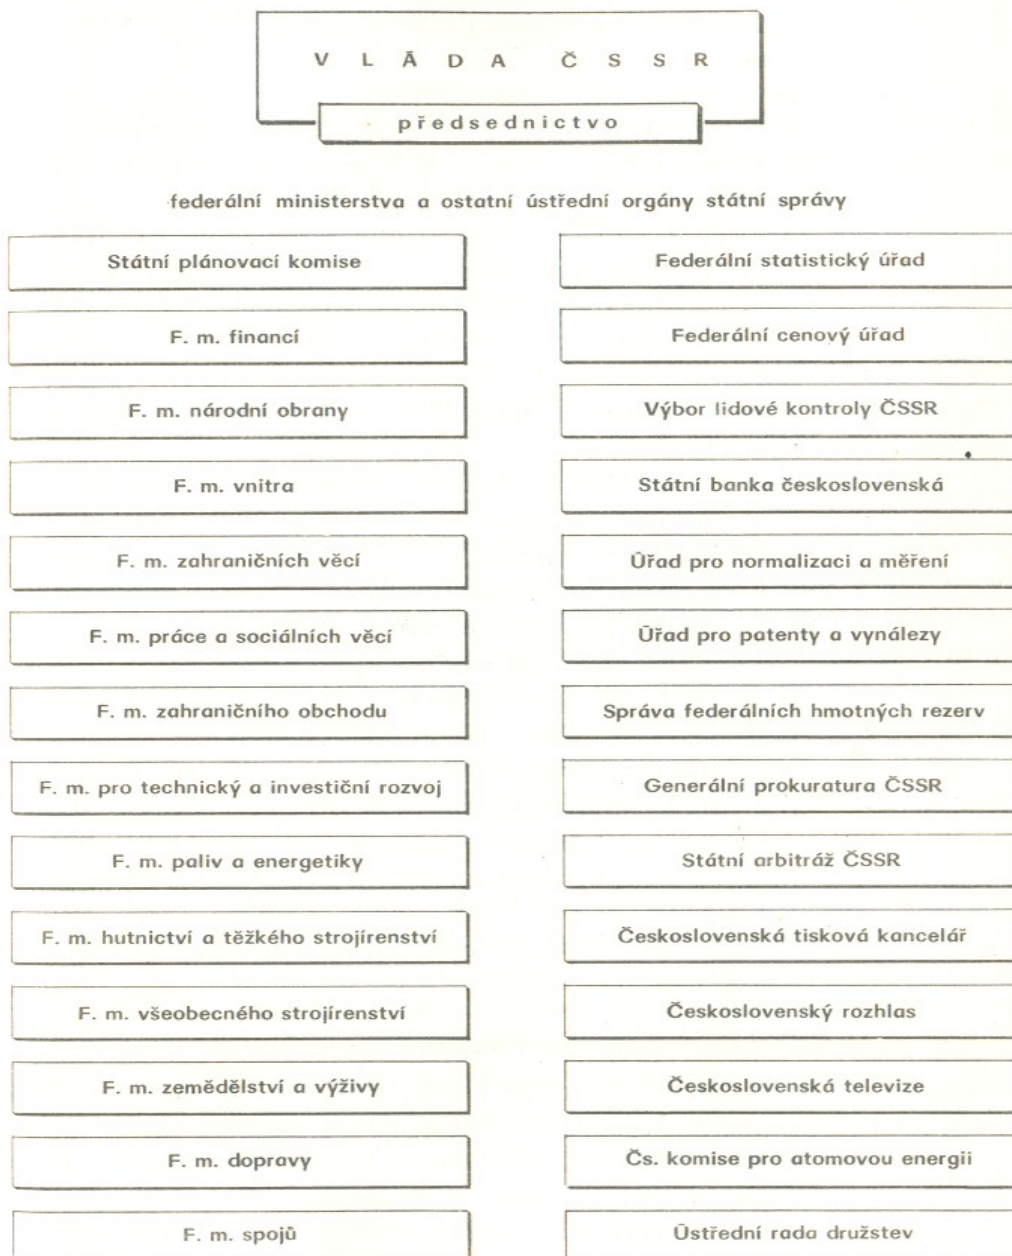 VLÁDA ČSSR
předsednictvo
federální ministerstva a ostatní ústřední orgány státní správy
Státní plánovací komise
F. m. financí
F. m. národní obrany
F. m. vnitra
F. m. zahraničních věcí
F. m. práce a sociálních věcí
F. m. zahraničního obchodu
F. m. pro technický a investiční rozvoj
F. m. paliv a energetiky
F. m. hutnictví a těžkého strojírenství
F. m. všeobecného strojírenství
F. m. zemědělství a výživy
F. m. dopravy
F. m. spojů
Federální statistický úřad
Federální cenový úřad
Výbor lidové kontroly ČSSR
Státní banka československá
Úřad pro normalizaci a měření
Úřad pro patenty a vynálezy
Správa federálních hmotných rezerv
Generální prokuratura ČSSR
Státní arbitráž ČSSR
Československá tisková kancelář
Československý rozhlas
Československá televize
Čs. komise pro atomovou energii
Ústřední rada družstev